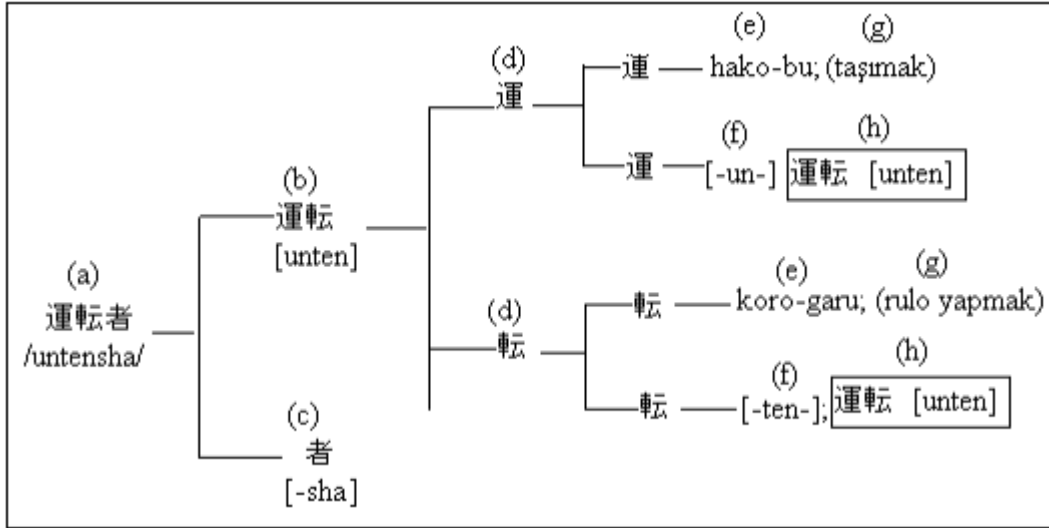 (a)
運転者
/untensha/
(b)
運転
[unten]
(c)
者
[-sha]
(d)
運
(e) (g)
運 hako-bu; (taşımak)
(f) (h)
運 [-un-] 運転 [unten]
(d)
転
(e) (g)
転 koro-garu; (rulo yapmak)
(f) (h)
転 [-ten-]; 運転 [unten]